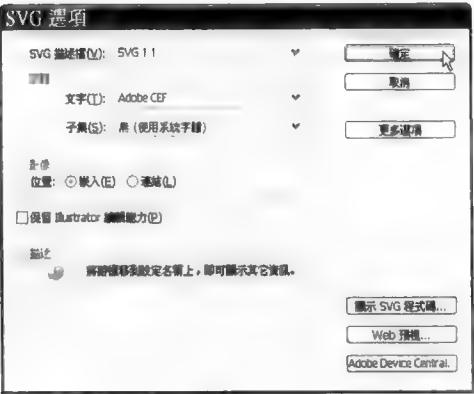 SVG 選項
SVG 描述檔(V): SVG 1 1
確定
取消
文字(T): Adobe CEF
子集(S): 無 (使用系統字體)
更多選項
影像
位置: 嵌入(E) 連結(L)
保留 Illustrator 編輯能力(P)
描述
將游標移到設定名稱上，即可顯示其它資訊。
顯示 SVG 程式碼...
Web 預視...
Adobe Device Central...